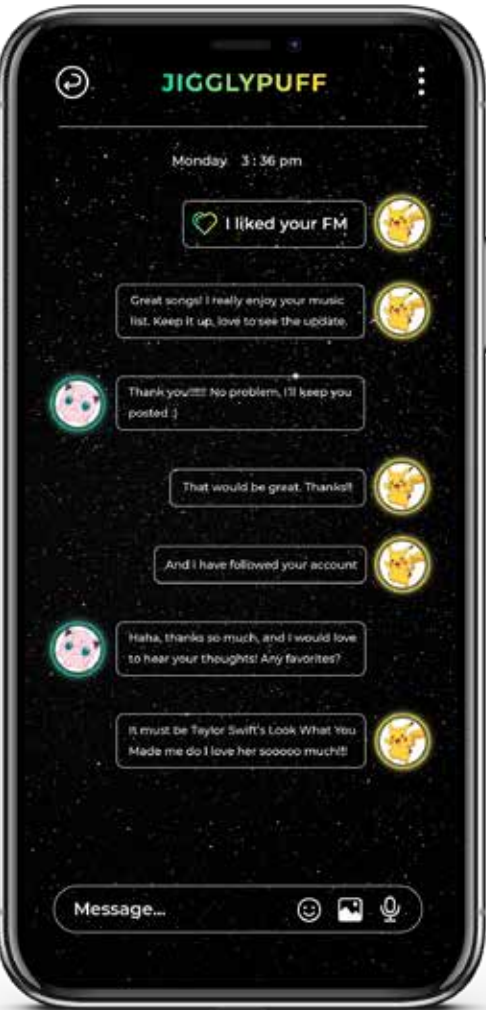 JIGGLYPUFF
Monday 3:36 pm
I liked your FM
Great songs! I really enjoy your music
list. Keep it up, love to see the update.
Thank you!!!!!! No problem, I'll keep you
posted :)
That would be great. Thanks!!
And I have followed your account
Haha, thanks so much, and I would love
to hear your thoughts! Any favorites?
It must be Taylor Swift's Look What You
Made me do I love her sooooo much!!!
Message...